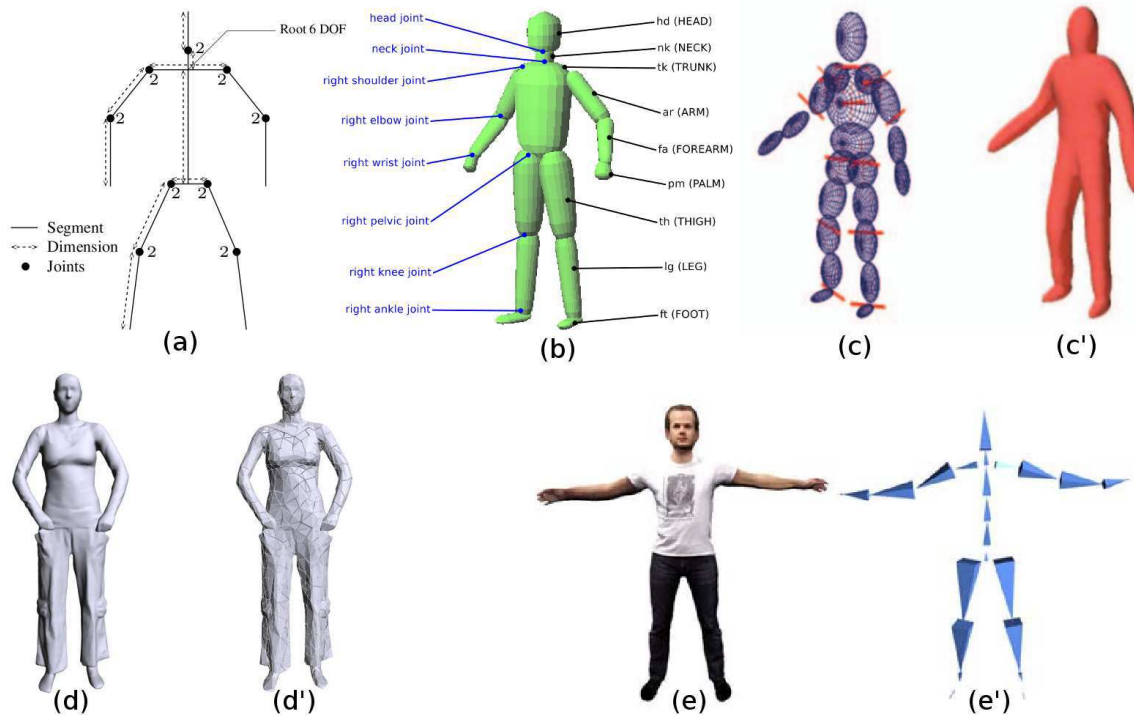 Root 6 DOF
2
2
2
2
2
2
2
2
2
Segment
Dimension
Joints
(a)
head joint
neck joint
right shoulder joint
right elbow joint
right wrist joint
right pelvic joint
right knee joint
right ankle joint
hd (HEAD)
nk (NECK)
tk (TRUNK)
ar (ARM)
fa (FOREARM)
pm (PALM)
th (THIGH)
lg (LEG)
ft (FOOT)
(b)
(c)
(c')
(d)
(d')
(e)
(e')